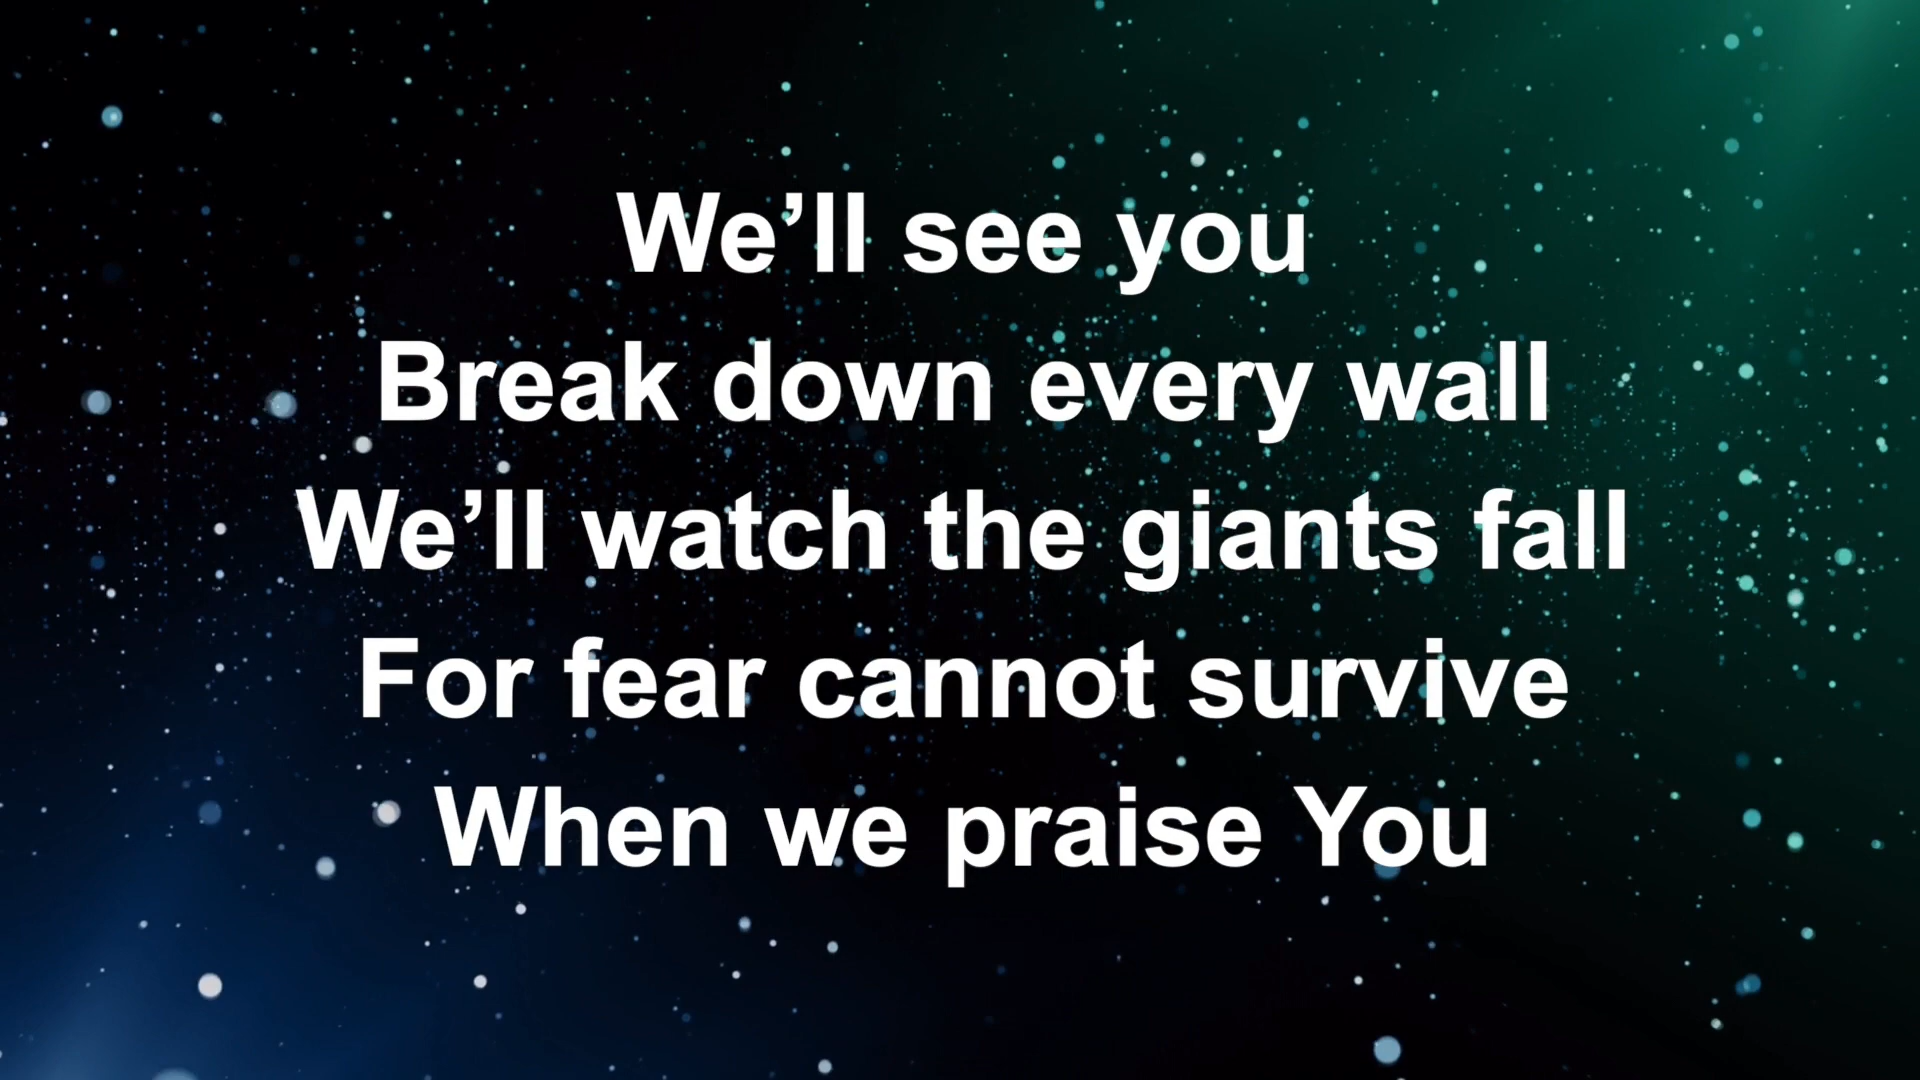 We’ll see you
Break down every wall
We’ll watch the giants fall
For fear cannot survive
When we praise You